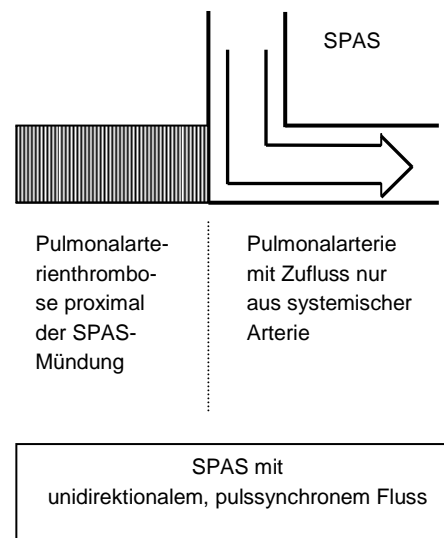 SPAS
Pulmonalarte-
rienthrombo-
se proximal
der SPAS-
Mündung
Pulmonalarterie
mit Zufluss nur
aus systemischer
Arterie
SPAS mit
unidirektionalem, pulssynchronem Fluss